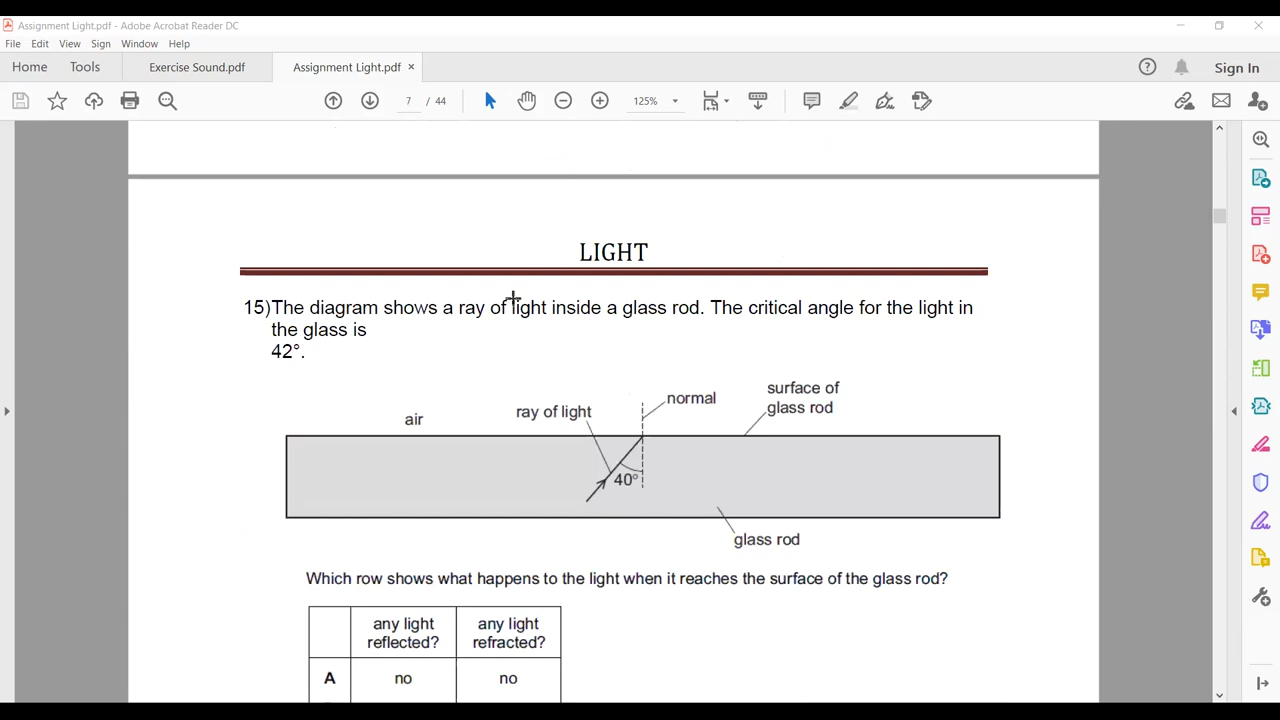 Assignment Light.pdf - Adobe Acrobat Reader DC
File Edit View Sign Window Help
Home Tools Exercise Sound.pdf Assignment Light.pdf × Sign In
7 / 44 125%
LIGHT
15)The diagram shows a ray of light inside a glass rod. The critical angle for the light in
the glass is
42°.
surface of
glass rod
normal
ray of light
air
40°
glass rod
Which row shows what happens to the light when it reaches the surface of the glass rod?
any light
reflected?
any light
refracted?
A no no